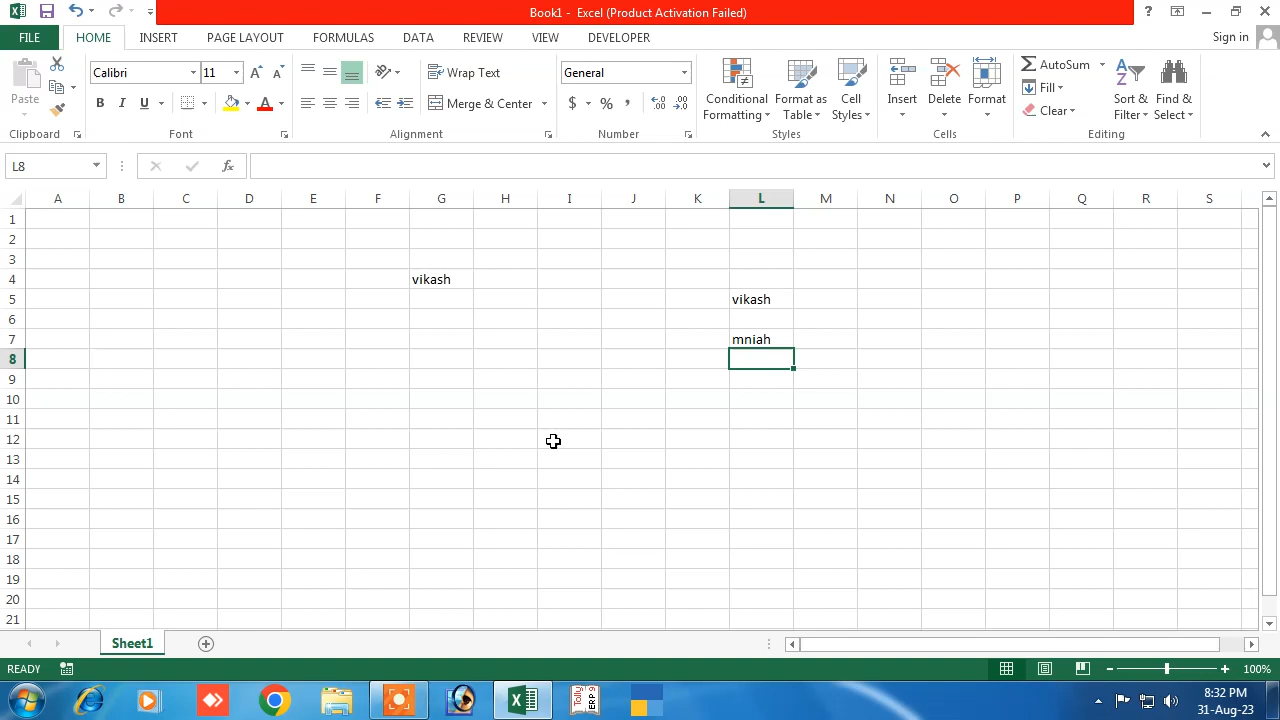 Book1 - Excel (Product Activation Failed)
FILE HOME INSERT PAGE LAYOUT FORMULAS DATA REVIEW VIEW DEVELOPER Sign in
Paste
Clipboard
Calibri 11
B I U
Font
Wrap Text
Merge & Center
Alignment
General
$ % ,
Number
Conditional Formatting
Format as Table
Cell Styles
Styles
Insert Delete Format
Cells
AutoSum
Fill
Clear
Sort & Filter
Find & Select
Editing
L8 fx
A B C D E F G H I J K L M N O P Q R S
1
2
3
4 vikash
5 vikash
6
7 mniah
8
9
10
11
12
13
14
15
16
17
18
19
20
21
Sheet1
READY 100%
Tally ERP 9
8:32 PM
31-Aug-23